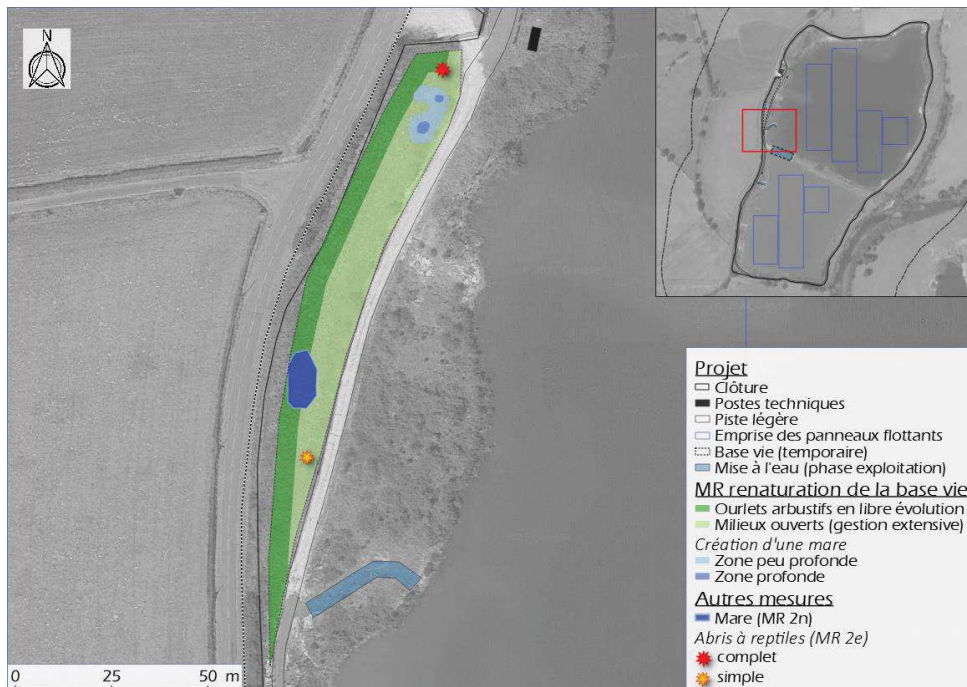 N
Projet
Clôture
Postes techniques
Piste légère
Emprise des panneaux flottants
Base vie (temporaire)
Mise à l'eau (phase exploitation)
MR renaturation de la base vie
Ourlets arbustifs en libre évolution
Milieux ouverts (gestion extensive)
Création d'une mare
Zone peu profonde
Zone profonde
Autres mesures
Mare (MR 2n)
Abris à reptiles (MR 2e)
complet
simple
0 25 50 m